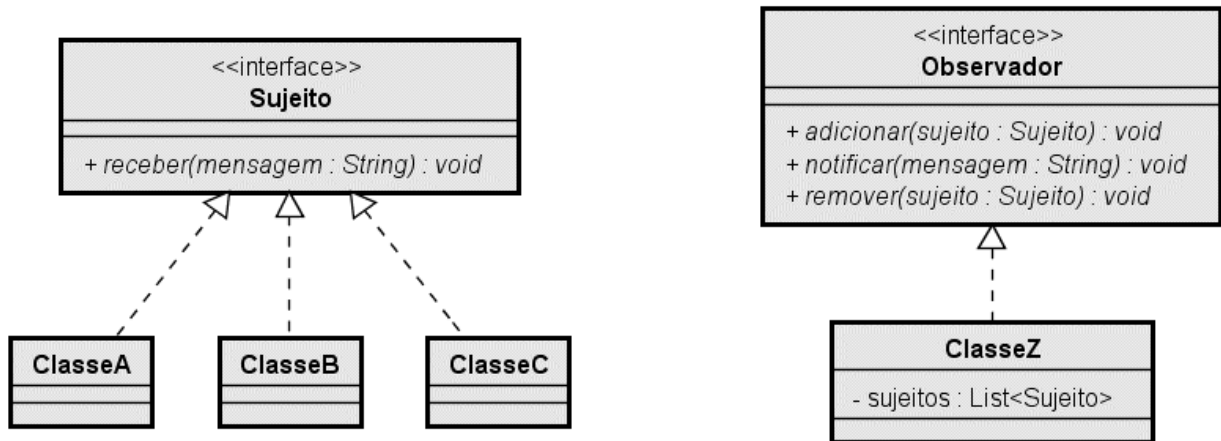 <<interface>>
Sujeito
+ receber(mensagem : String) : void
ClasseA
ClasseB
ClasseC
<<interface>>
Observador
+ adicionar(sujeito : Sujeito) : void
+ notificar(mensagem : String) : void
+ remover(sujeito : Sujeito) : void
ClasseZ
- sujeitos : List<Sujeito>